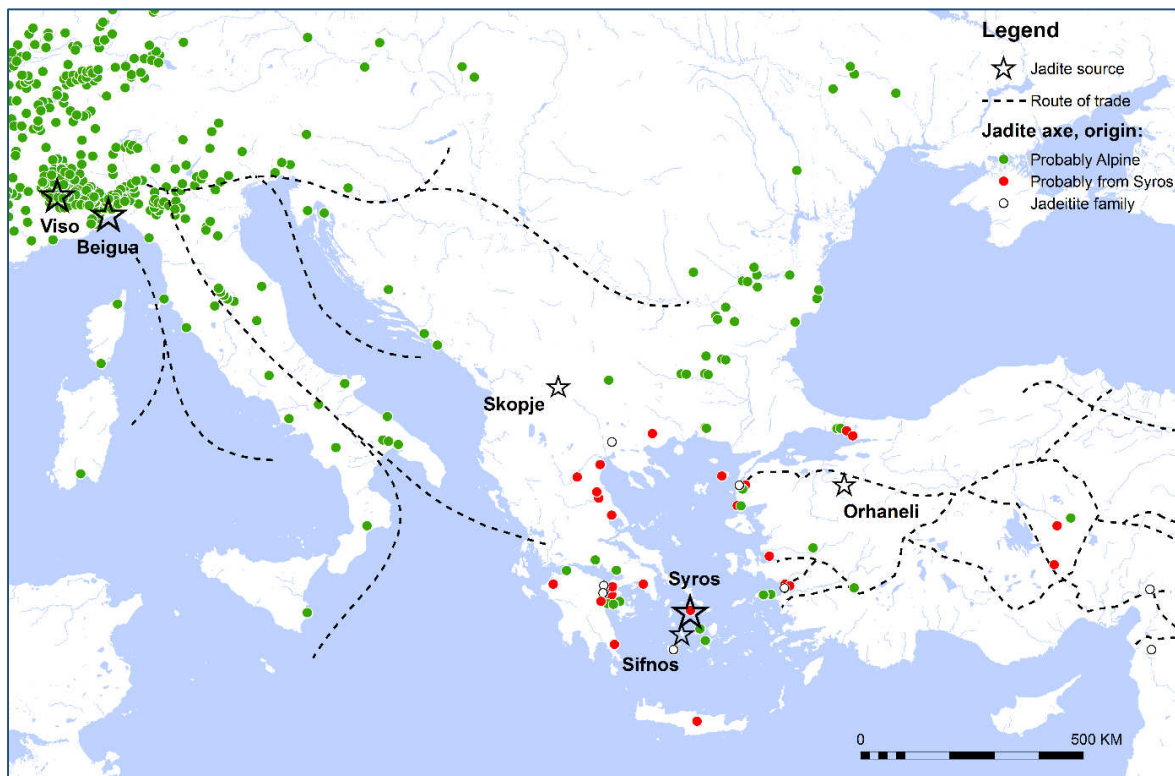 Legend
Jadite source
Route of trade
Jadite axe, origin:
Probably Alpine
Probably from Syros
Jadeitite family
Viso
Beigua
Skopje
Orhaneli
Syros
Sifnos
0 500 KM